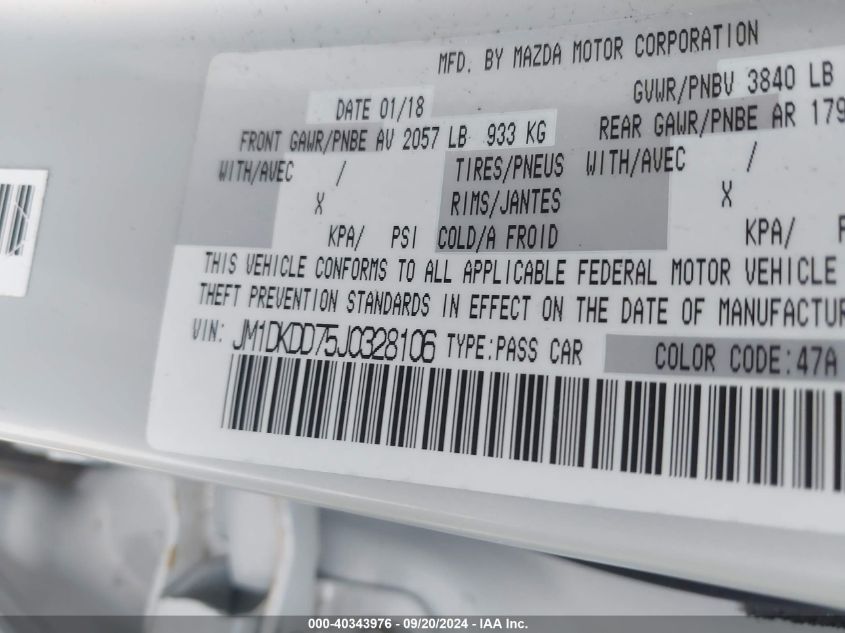 MFD. BY MAZDA MOTOR CORPORATION
DATE 01/18
GVWR/PNBV 3840 LB
FRONT GAWR/PNBE AV 2057 LB 933 KG
REAR GAWR/PNBE AR 179
WITH/AVEC / TIRES/PNEUS WITH/AVEC /
X RIMS/JANTES X
KPA/ PSI COLD/A FROID KPA/ P
THIS VEHICLE CONFORMS TO ALL APPLICABLE FEDERAL MOTOR VEHICLE
THEFT PREVENTION STANDARDS IN EFFECT ON THE DATE OF MANUFACTUR
VIN: JM1DKDD75J0328106 TYPE:PASS CAR COLOR CODE:47A
000-40343976 - 09/20/2024 - IAA Inc.